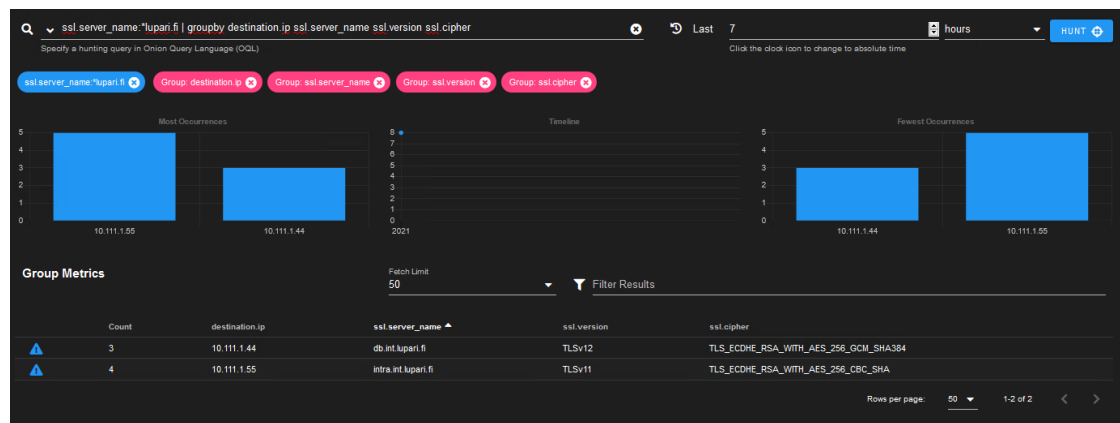 ssl.server_name:*lupari.fi | groupby destination.ip ssl.server_name ssl.version ssl.cipher
Last 7 hours HUNT
Specify a hunting query in Onion Query Language (OQL)
Click the clock icon to change to absolute time
ssl.server_name:*lupari.fi Group: destination.ip Group: ssl.server_name Group: ssl.version Group: ssl.cipher
Most Occurrences
5
4
3
2
1
0
10.111.1.55 10.111.1.44
Timeline
8
7
6
5
4
3
2
1
0
2021
Fewest Occurrences
5
4
3
2
1
0
10.111.1.44 10.111.1.55
Group Metrics
Fetch Limit
50
Filter Results
Count destination.ip ssl.server_name ssl.version ssl.cipher
3 10.111.1.44 db.int.lupari.fi TLSv12 TLS_ECDHE_RSA_WITH_AES_256_GCM_SHA384
4 10.111.1.55 intra.int.lupari.fi TLSv11 TLS_ECDHE_RSA_WITH_AES_256_CBC_SHA
Rows per page: 50 1-2 of 2